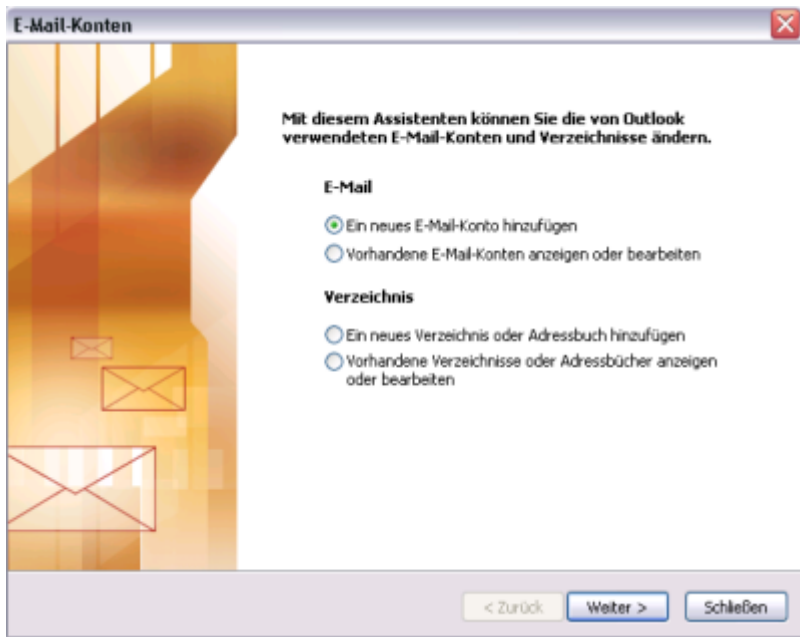 E-Mail-Konten
Mit diesem Assistenten können Sie die von Outlook
verwendeten E-Mail-Konten und Verzeichnisse ändern.
E-Mail
Ein neues E-Mail-Konto hinzufügen
Vorhandene E-Mail-Konten anzeigen oder bearbeiten
Verzeichnis
Ein neues Verzeichnis oder Adressbuch hinzufügen
Vorhandene Verzeichnisse oder Adressbücher anzeigen
oder bearbeiten
< Zurück Weiter > Schließen